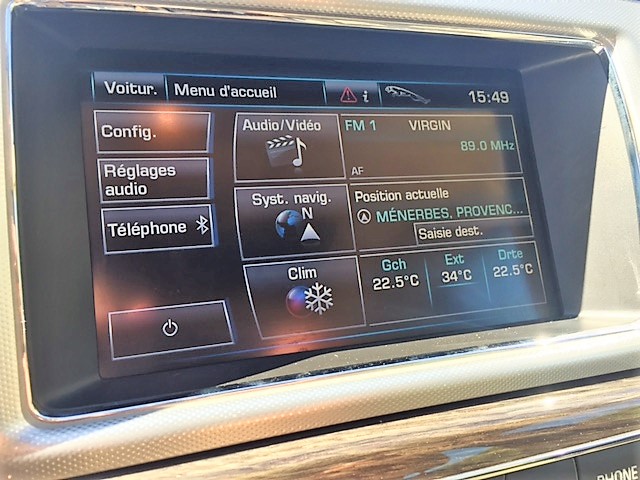 Voitur. Menu d'accueil i 15:49
Config.
Réglages
audio
Téléphone
Audio/Vidéo
FM 1 VIRGIN
89.0 MHz
AF
Syst. navig.
N
Position actuelle
MÉNERBES, PROVENC...
Saisie dest.
Clim
Gch Ext Drte
22.5°C 34°C 22.5°C
PHONE